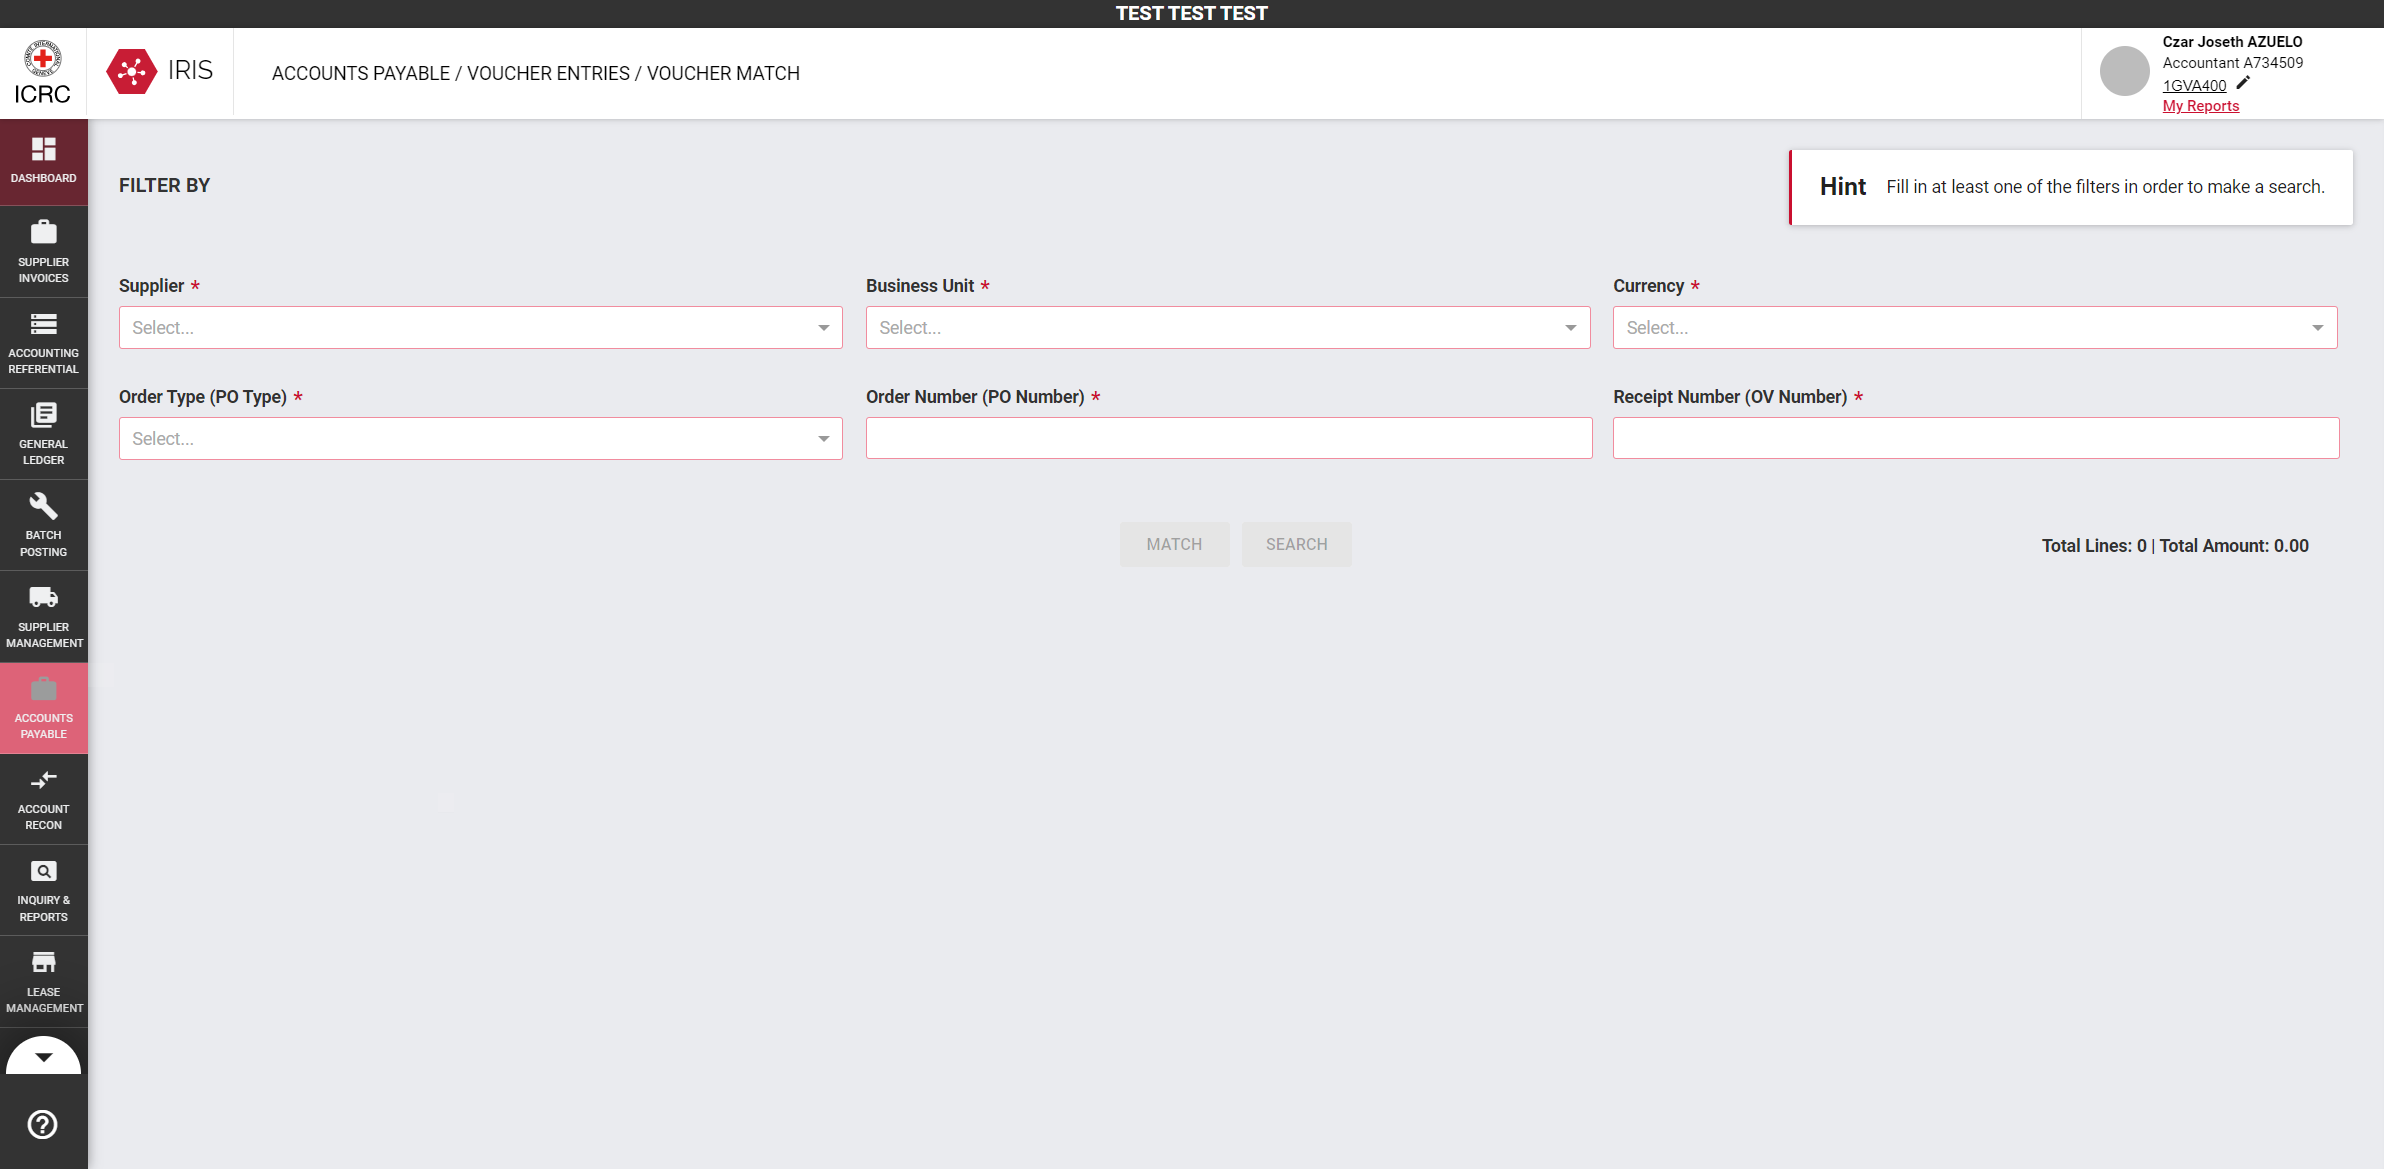 TEST TEST TEST
ICRC
IRIS
ACCOUNTS PAYABLE / VOUCHER ENTRIES / VOUCHER MATCH
Czar Joseth AZUELO
Accountant A734509
1GVA400
My Reports
DASHBOARD
SUPPLIER
INVOICES
ACCOUNTING
REFERENTIAL
GENERAL
LEDGER
BATCH
POSTING
SUPPLIER
MANAGEMENT
ACCOUNTS
PAYABLE
ACCOUNT
RECON
INQUIRY &
REPORTS
LEASE
MANAGEMENT
FILTER BY
Hint Fill in at least one of the filters in order to make a search.
Supplier * Business Unit * Currency *
Select... Select... Select...
Order Type (PO Type) * Order Number (PO Number) * Receipt Number (OV Number) *
Select...
MATCH SEARCH Total Lines: 0 | Total Amount: 0.00